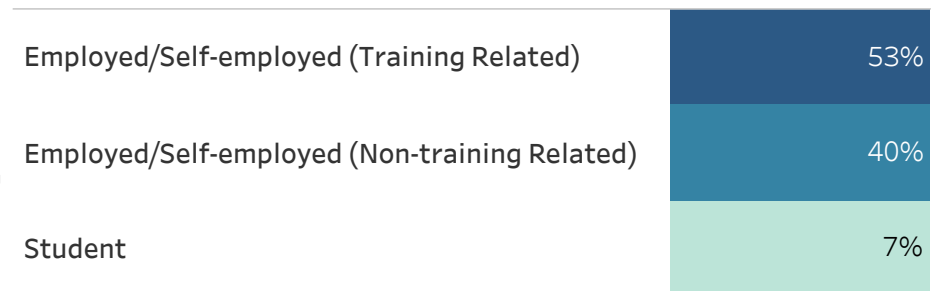 Employed/Self-employed (Training Related) 53%
Employed/Self-employed (Non-training Related) 40%
Student 7%